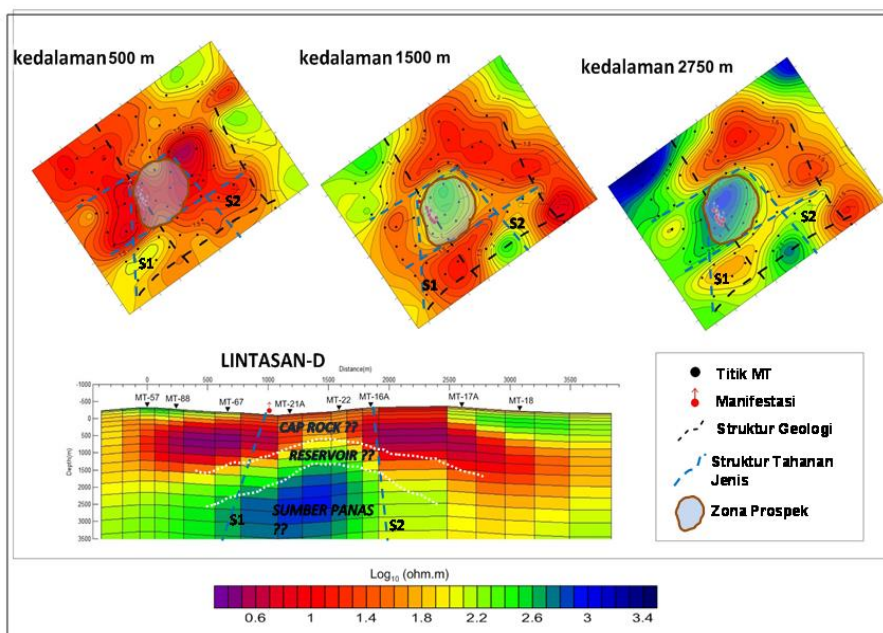 kedalaman 500 m
kedalaman 1500 m
kedalaman 2750 m
S2
S1
S2
S1
S2
S1
LINTASAN-D
Distance(m)
0 500 1000 1500 2000 2500 3000 3500
MT-57 MT-88 MT-67 MT-21A MT-22 MT-16A MT-17A MT-18
-1000
-500
0
500
1000
1500
2000
2500
3000
3500
Depth(m)
CAP ROCK ??
RESERVOIR ??
SUMBER PANAS
??
S1
S2
Titik MT
Manifestasi
Struktur Geologi
Struktur Tahanan
Jenis
Zona Prospek
Log10 (ohm.m)
0.6 1 1.4 1.8 2.2 2.6 3 3.4